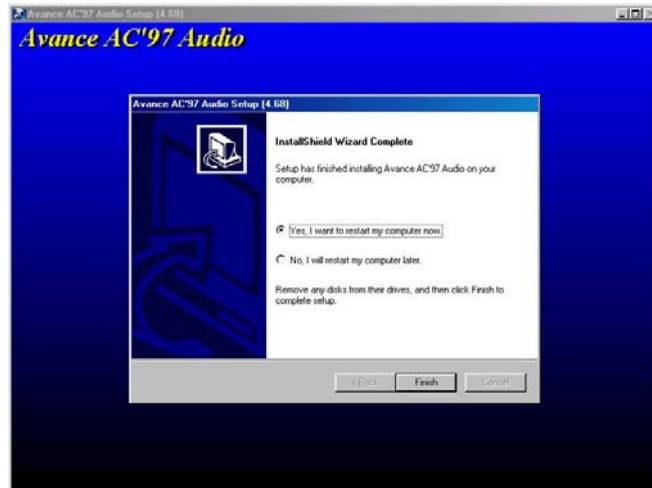 Avance AC'97 Audio Setup [4.68]
Avance AC'97 Audio
Avance AC'97 Audio Setup [4.68]
InstallShield Wizard Complete
Setup has finished installing Avance AC'97 Audio on your
computer.
Yes, I want to restart my computer now.
No, I will restart my computer later.
Remove any disks from their drives, and then click Finish to
complete setup.
< Back Finish Cancel